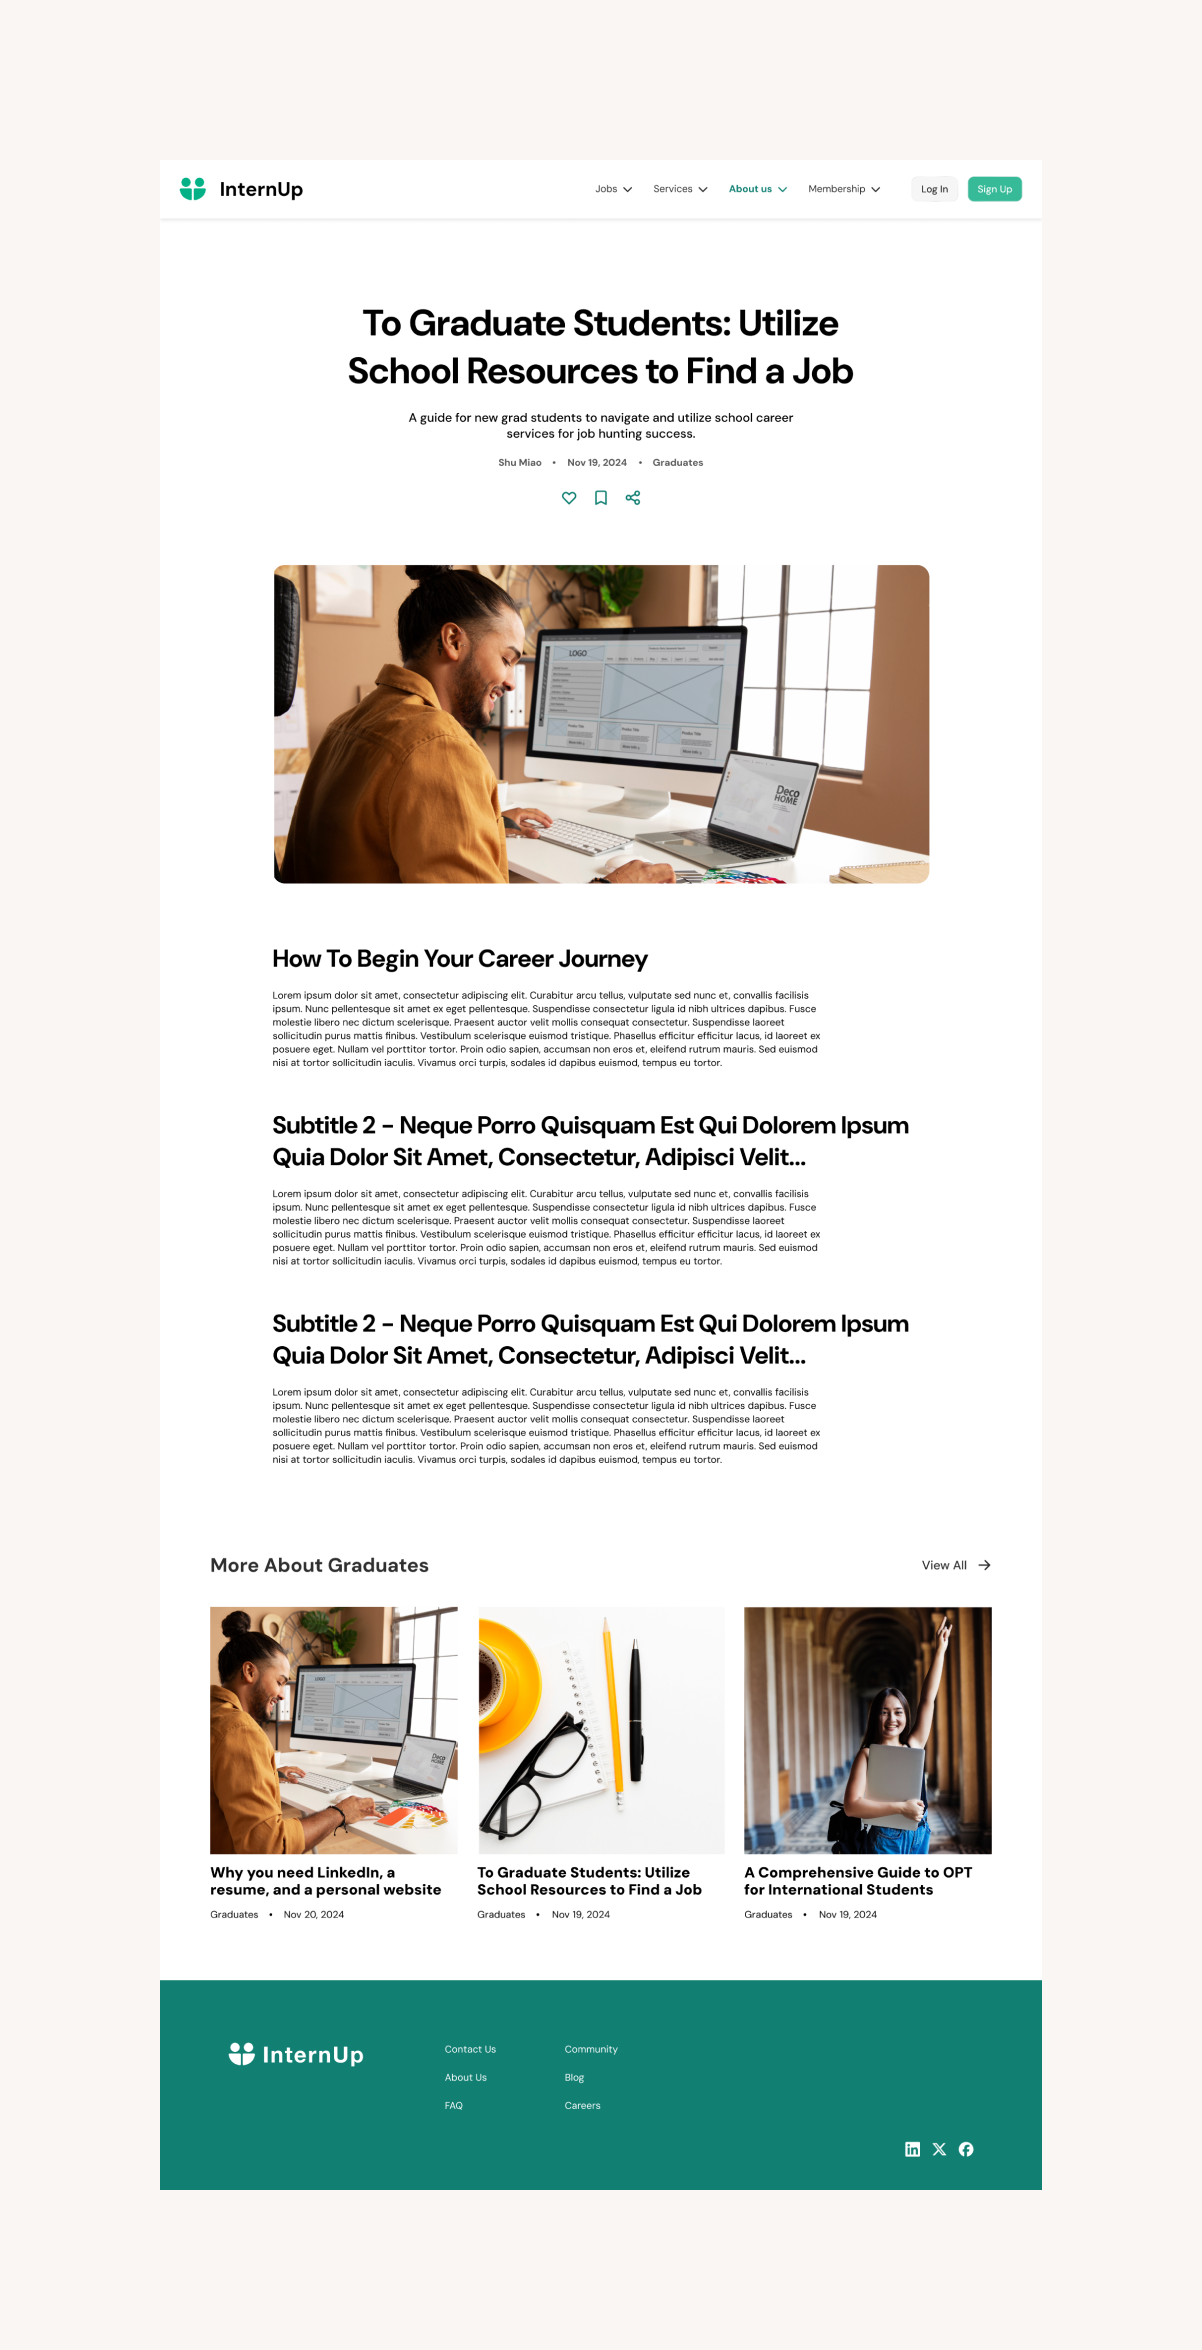 InternUp
Jobs
Services
About us
Membership
Log In
Sign Up
To Graduate Students: Utilize
School Resources to Find a Job
A guide for new grad students to navigate and utilize school career
services for job hunting success.
Shu Miao • Nov 19, 2024 • Graduates
LOGO
Deco
HOME
How To Begin Your Career Journey
Lorem ipsum dolor sit amet, consectetur adipiscing elit. Curabitur arcu tellus, vulputate sed nunc et, convallis facilisis
ipsum. Nunc pellentesque sit amet ex eget pellentesque. Suspendisse consectetur ligula id nibh ultrices dapibus. Fusce
molestie libero nec dictum scelerisque. Praesent auctor velit mollis consequat consectetur. Suspendisse laoreet
sollicitudin purus mattis finibus. Vestibulum scelerisque euismod tristique. Phasellus efficitur efficitur lacus, id laoreet ex
posuere eget. Nullam vel porttitor tortor. Proin odio sapien, accumsan non eros et, eleifend rutrum mauris. Sed euismod
nisi at tortor sollicitudin iaculis. Vivamus orci turpis, sodales id dapibus euismod, tempus eu tortor.
Subtitle 2 - Neque Porro Quisquam Est Qui Dolorem Ipsum
Quia Dolor Sit Amet, Consectetur, Adipisci Velit...
Lorem ipsum dolor sit amet, consectetur adipiscing elit. Curabitur arcu tellus, vulputate sed nunc et, convallis facilisis
ipsum. Nunc pellentesque sit amet ex eget pellentesque. Suspendisse consectetur ligula id nibh ultrices dapibus. Fusce
molestie libero nec dictum scelerisque. Praesent auctor velit mollis consequat consectetur. Suspendisse laoreet
sollicitudin purus mattis finibus. Vestibulum scelerisque euismod tristique. Phasellus efficitur efficitur lacus, id laoreet ex
posuere eget. Nullam vel porttitor tortor. Proin odio sapien, accumsan non eros et, eleifend rutrum mauris. Sed euismod
nisi at tortor sollicitudin iaculis. Vivamus orci turpis, sodales id dapibus euismod, tempus eu tortor.
Subtitle 2 - Neque Porro Quisquam Est Qui Dolorem Ipsum
Quia Dolor Sit Amet, Consectetur, Adipisci Velit...
Lorem ipsum dolor sit amet, consectetur adipiscing elit. Curabitur arcu tellus, vulputate sed nunc et, convallis facilisis
ipsum. Nunc pellentesque sit amet ex eget pellentesque. Suspendisse consectetur ligula id nibh ultrices dapibus. Fusce
molestie libero nec dictum scelerisque. Praesent auctor velit mollis consequat consectetur. Suspendisse laoreet
sollicitudin purus mattis finibus. Vestibulum scelerisque euismod tristique. Phasellus efficitur efficitur lacus, id laoreet ex
posuere eget. Nullam vel porttitor tortor. Proin odio sapien, accumsan non eros et, eleifend rutrum mauris. Sed euismod
nisi at tortor sollicitudin iaculis. Vivamus orci turpis, sodales id dapibus euismod, tempus eu tortor.
More About Graduates
View All
LOGO
Deco
HOME
Why you need LinkedIn, a
resume, and a personal website
Graduates • Nov 20, 2024
To Graduate Students: Utilize
School Resources to Find a Job
Graduates • Nov 19, 2024
A Comprehensive Guide to OPT
for International Students
Graduates • Nov 19, 2024
InternUp
Contact Us
About Us
FAQ
Community
Blog
Careers